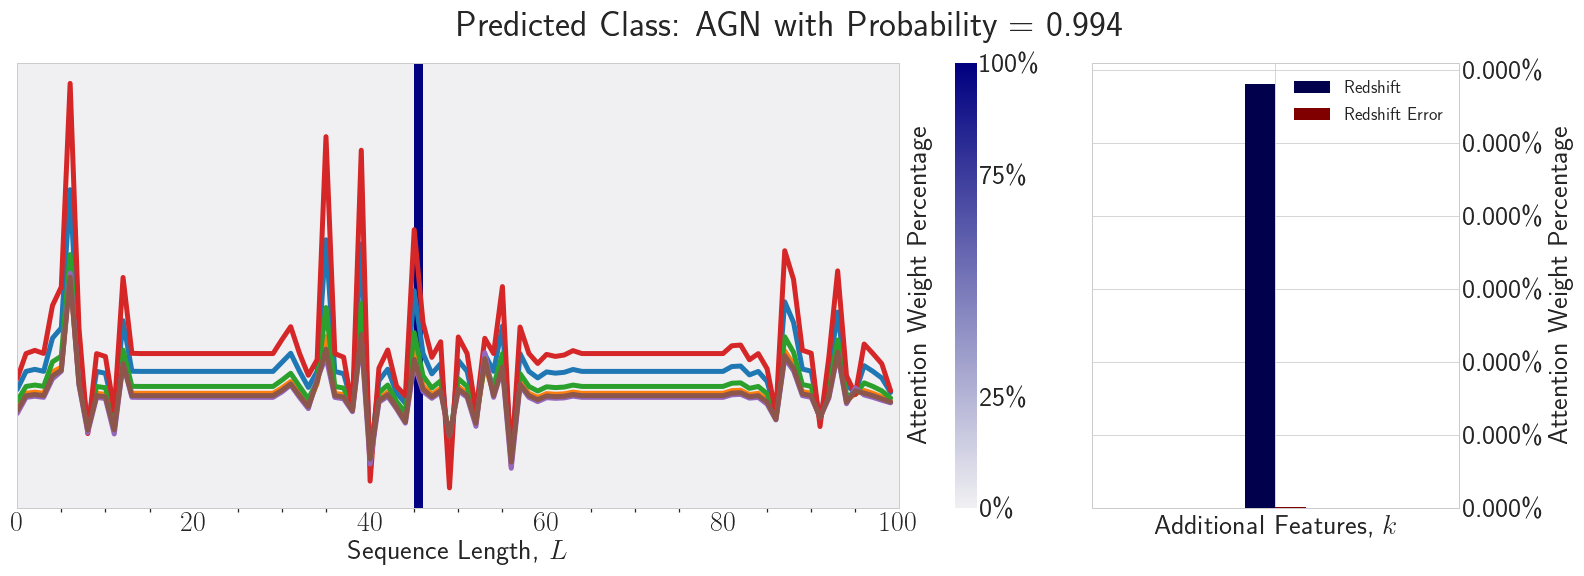 Predicted Class: AGN with Probability = 0.994
100%
75%
25%
0%
Attention Weight Percentage
0 20 40 60 80 100
Sequence Length, L
Redshift
Redshift Error
0.000%
0.000%
0.000%
0.000%
0.000%
0.000%
0.000%
Attention Weight Percentage
Additional Features, k